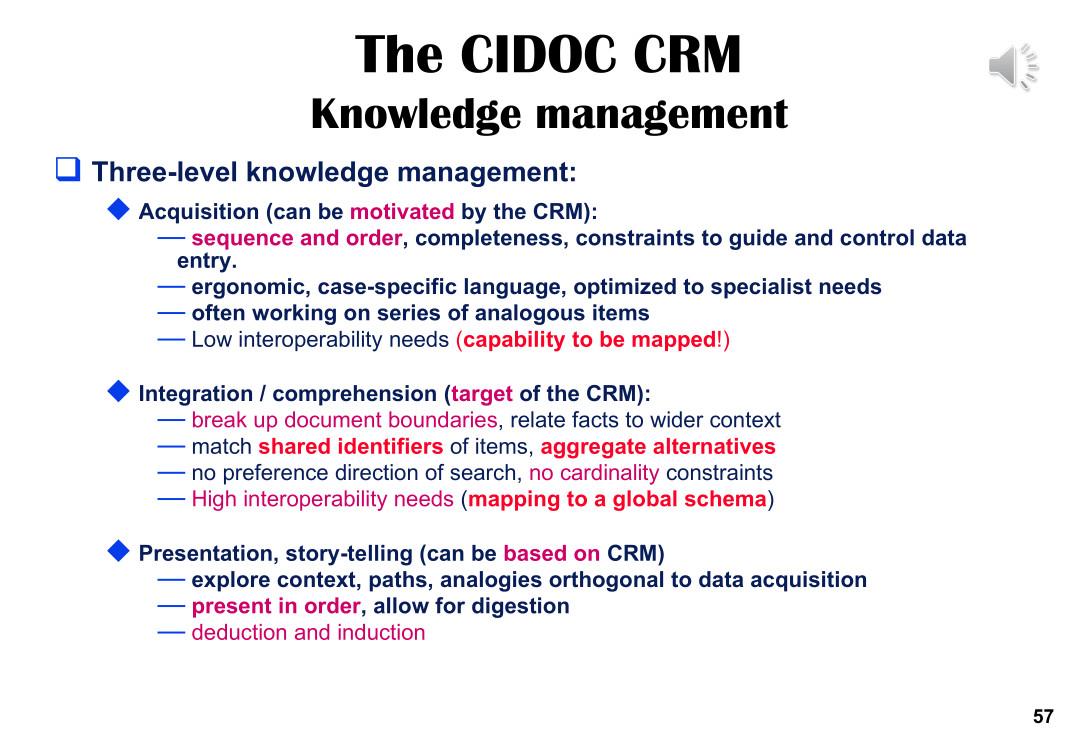 The CIDOC CRM
Knowledge management
❑ Three-level knowledge management:
◆ Acquisition (can be motivated by the CRM):
— sequence and order, completeness, constraints to guide and control data
entry.
— ergonomic, case-specific language, optimized to specialist needs
— often working on series of analogous items
— Low interoperability needs (capability to be mapped!)
◆ Integration / comprehension (target of the CRM):
— break up document boundaries, relate facts to wider context
— match shared identifiers of items, aggregate alternatives
— no preference direction of search, no cardinality constraints
— High interoperability needs (mapping to a global schema)
◆ Presentation, story-telling (can be based on CRM)
— explore context, paths, analogies orthogonal to data acquisition
— present in order, allow for digestion
— deduction and induction
57